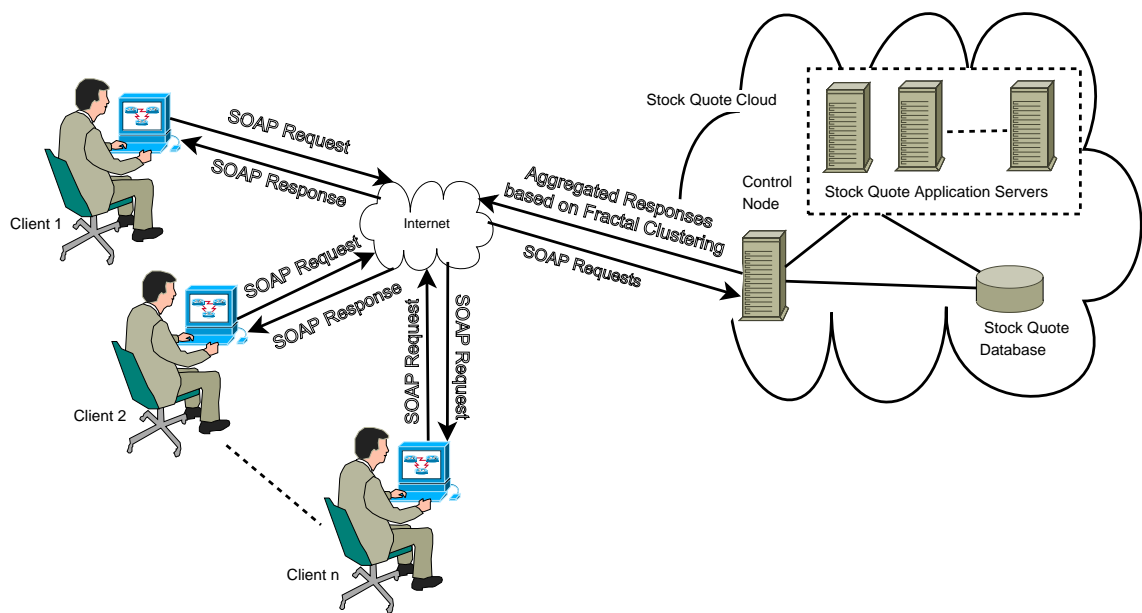 Stock Quote Cloud
Stock Quote Application Servers
Control
Node
Stock Quote
Database
Aggregated Responses
based on Fractal Clustering
SOAP Requests
Internet
SOAP Request
SOAP Response
Client 1
SOAP Request
SOAP Response
Client 2
SOAP Request
SOAP Request
Client n